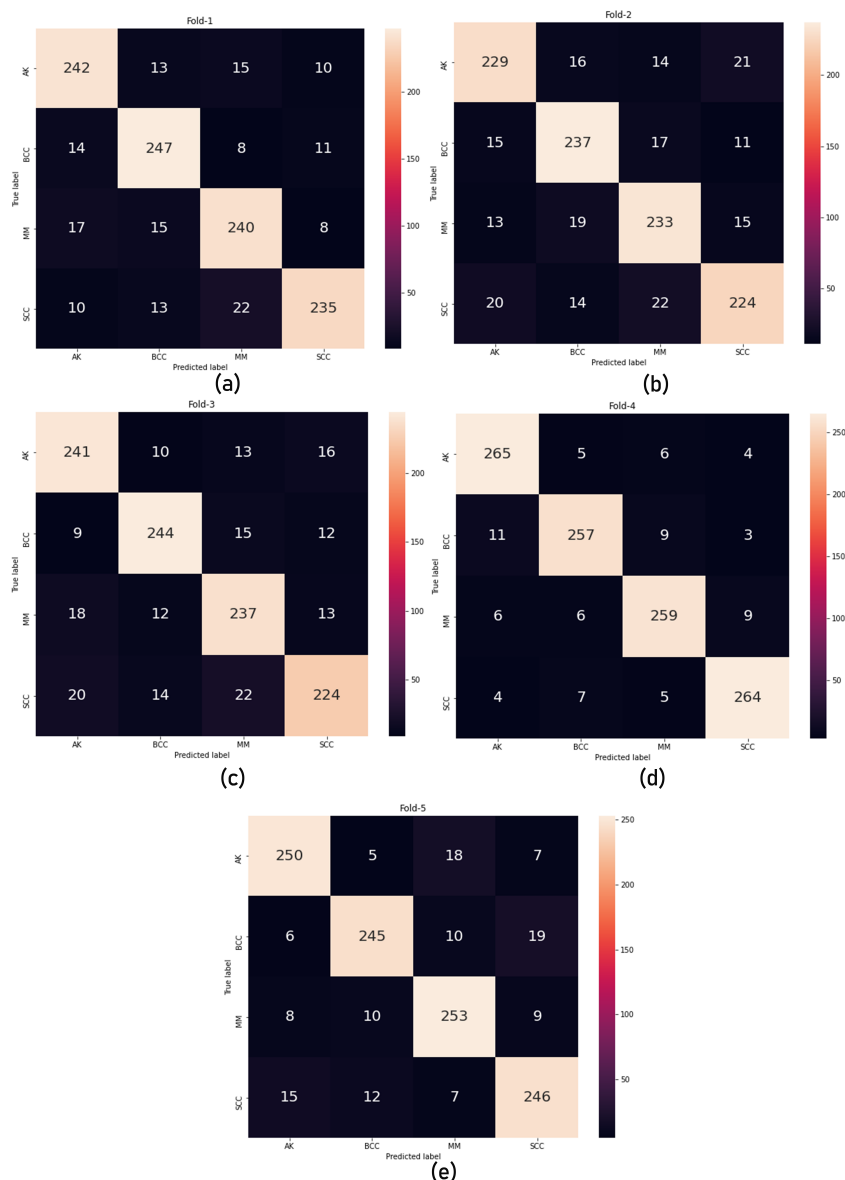 Fold-1
AK 242 13 15 10
BCC 14 247 8 11
MM 17 15 240 8
SCC 10 13 22 235
AK BCC MM SCC
True label
Predicted label
200
150
100
50
(a)
Fold-2
AK 229 16 14 21
BCC 15 237 17 11
MM 13 19 233 15
SCC 20 14 22 224
AK BCC MM SCC
True label
Predicted label
200
150
100
50
(b)
Fold-3
AK 241 10 13 16
BCC 9 244 15 12
MM 18 12 237 13
SCC 20 14 22 224
AK BCC MM SCC
True label
Predicted label
200
150
100
50
(c)
Fold-4
AK 265 5 6 4
BCC 11 257 9 3
MM 6 6 259 9
SCC 4 7 5 264
AK BCC MM SCC
True label
Predicted label
250
200
150
100
50
(d)
Fold-5
AK 250 5 18 7
BCC 6 245 10 19
MM 8 10 253 9
SCC 15 12 7 246
AK BCC MM SCC
True label
Predicted label
250
200
150
100
50
(e)